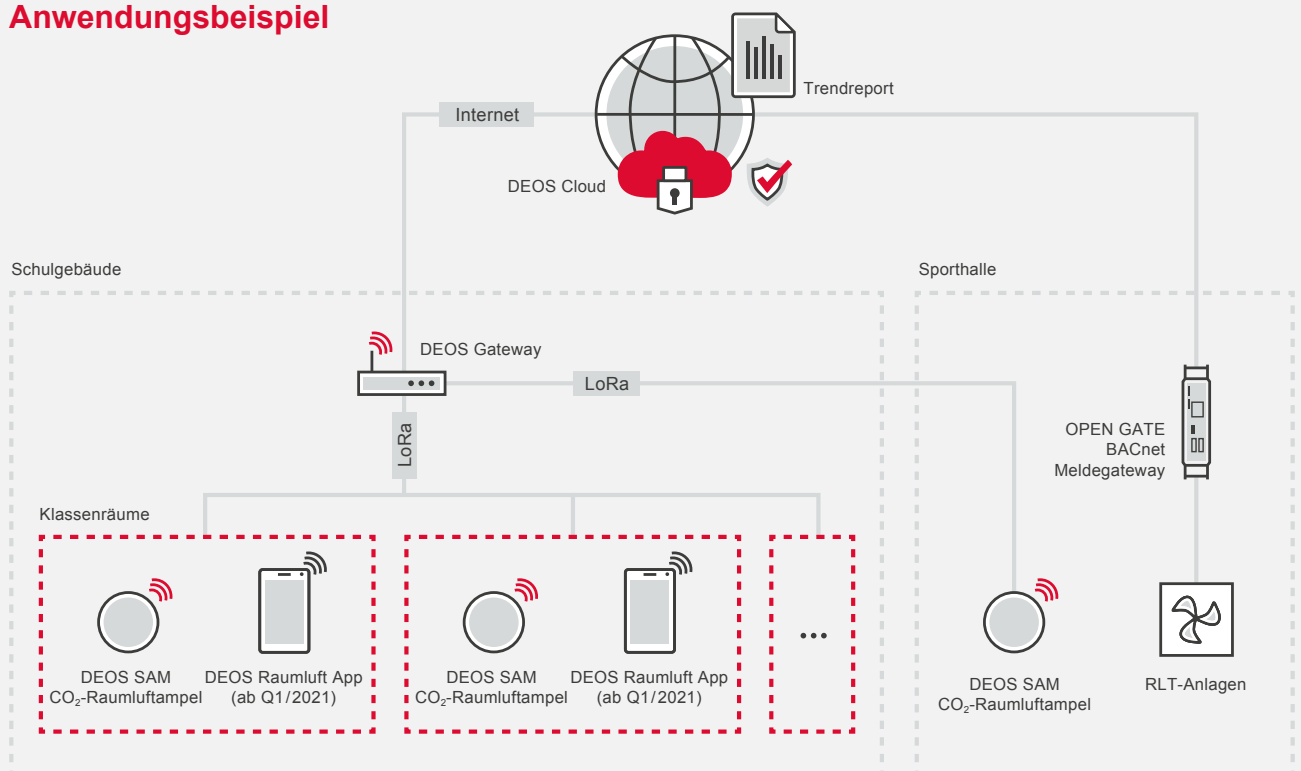 Anwendungsbeispiel
Trendreport
Internet
DEOS Cloud
Schulgebäude
Sporthalle
DEOS Gateway
LoRa
LoRa
OPEN GATE
BACnet
Meldegateway
Klassenräume
DEOS SAM
CO₂-Raumluftampel
DEOS Raumluft App
(ab Q1/2021)
DEOS SAM
CO₂-Raumluftampel
DEOS Raumluft App
(ab Q1/2021)
...
DEOS SAM
CO₂-Raumluftampel
RLT-Anlagen